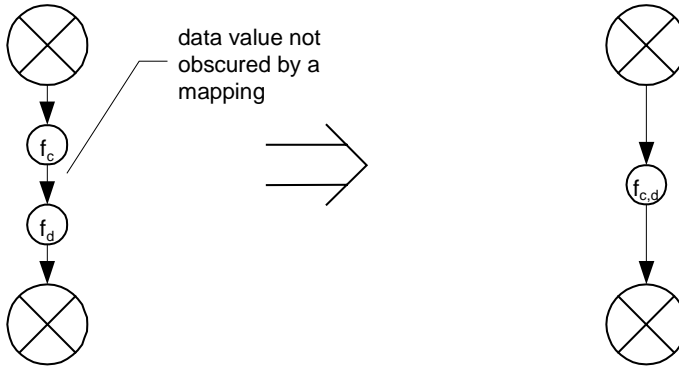 data value not
obscured by a
mapping
f_c
f_d
f_c,d